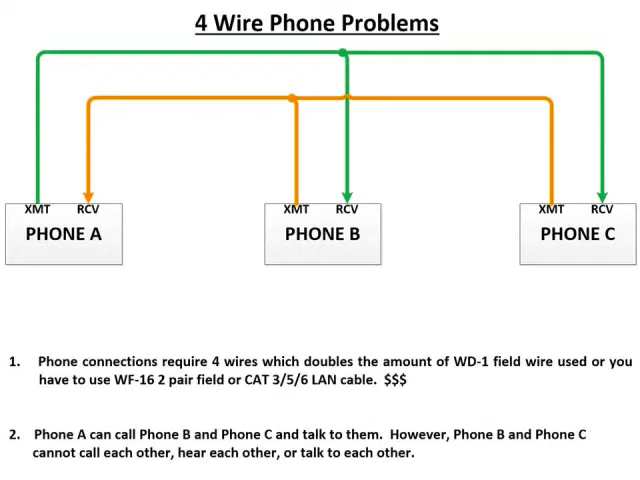 4 Wire Phone Problems
XMT RCV XMT RCV XMT RCV
PHONE A PHONE B PHONE C
1. Phone connections require 4 wires which doubles the amount of WD-1 field wire used or you
have to use WF-16 2 pair field or CAT 3/5/6 LAN cable. $$$
2. Phone A can call Phone B and Phone C and talk to them. However, Phone B and Phone C
cannot call each other, hear each other, or talk to each other.